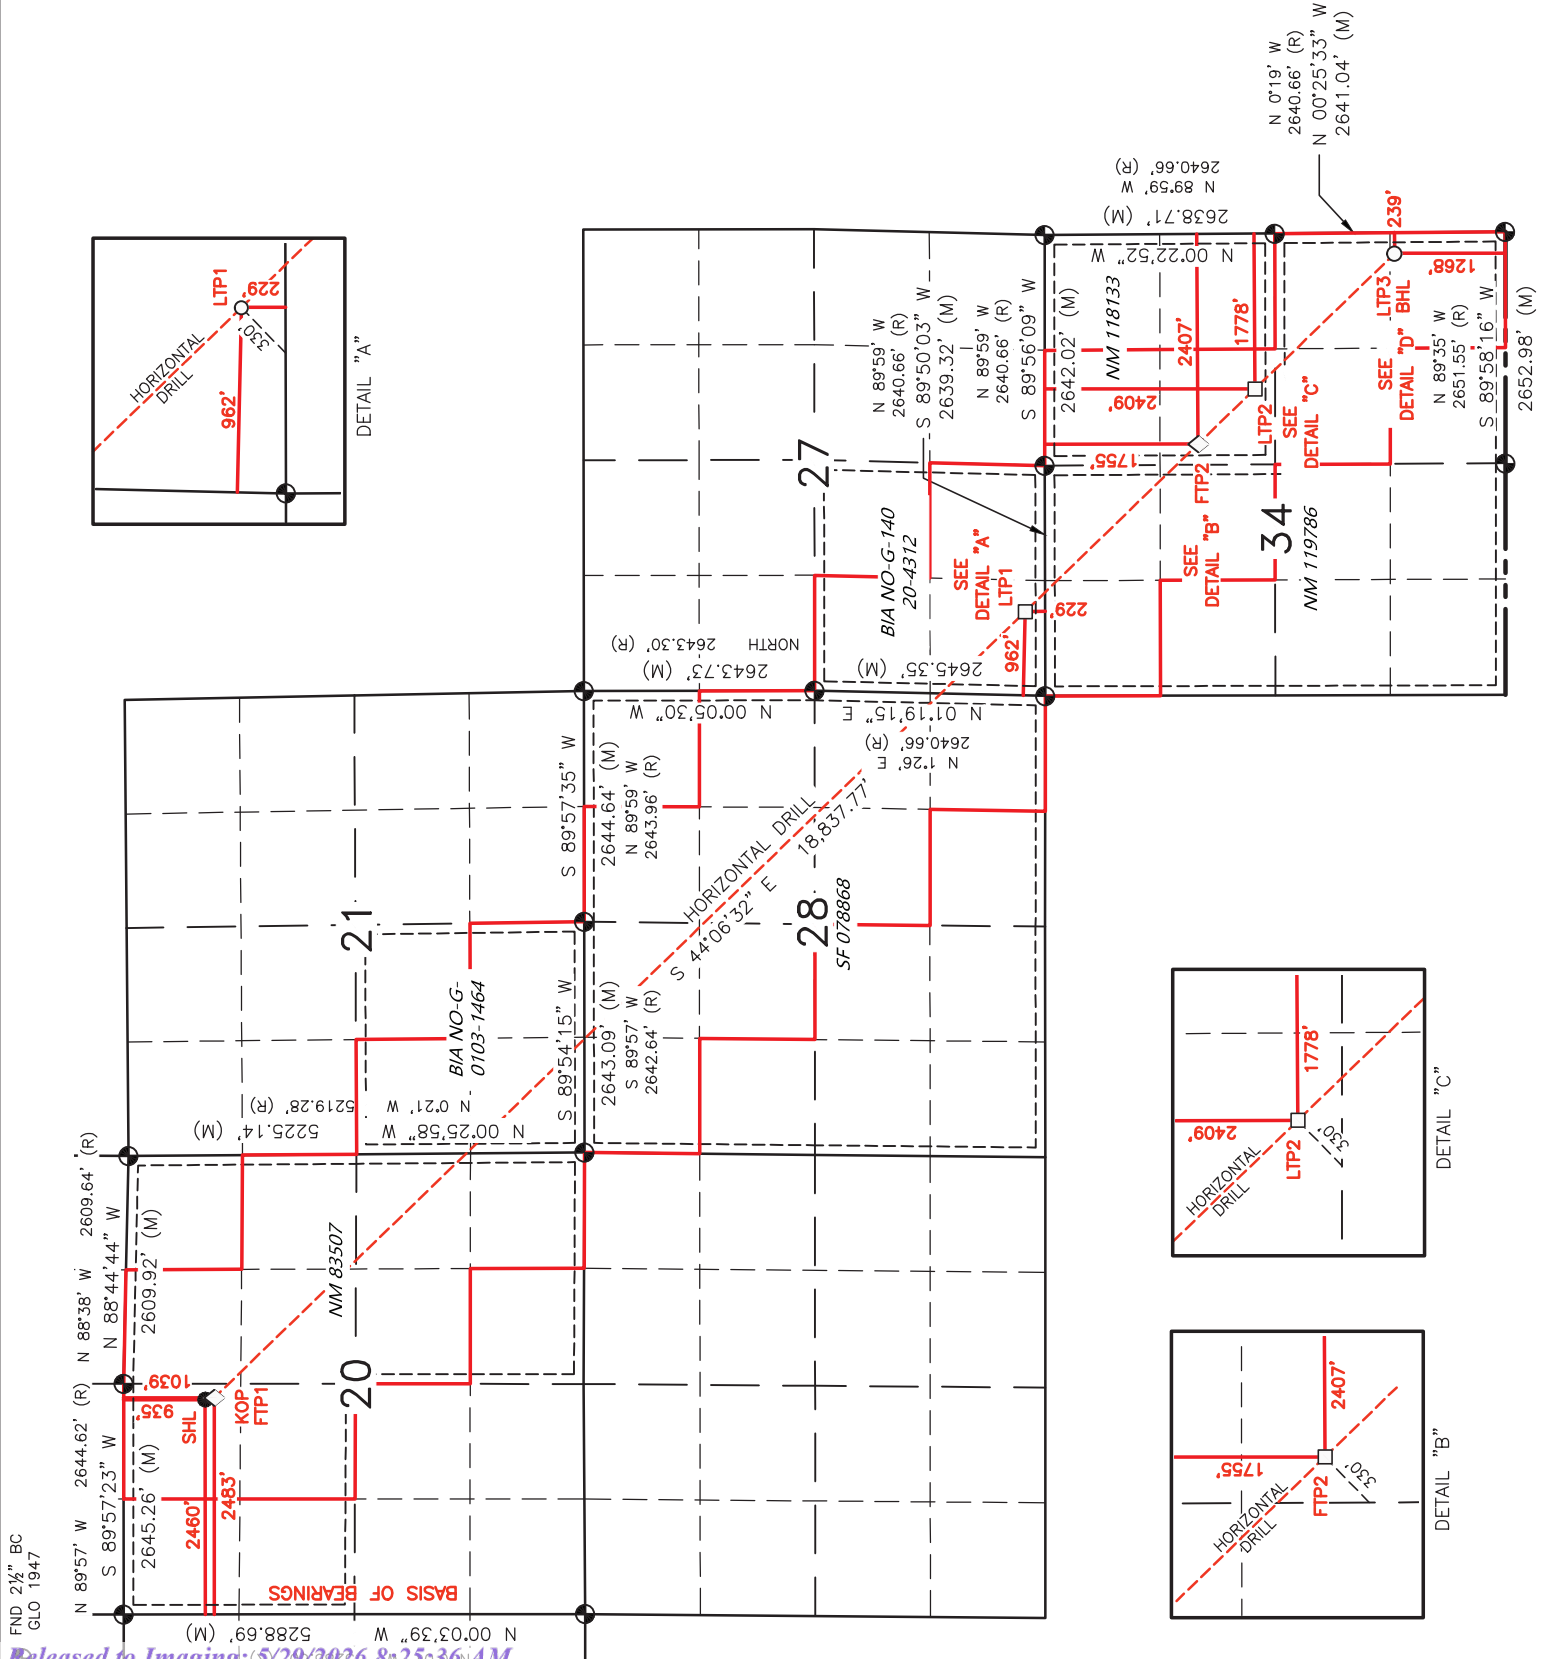 FND 2½" BC
GLO 1947
N 89°57' W 2644.62' (R)
S 89°57'23" W
2645.26' (M)
N 88°38' W 2609.64' (R)
N 88°44'44" W
2609.92' (M)
1039'
935'
SHL
KOP
FTP1
2460'
2483'
BASIS OF BEARINGS
N 00°03'39" W 5288.69' (M)
20
NM 83507
N 0°21' W 5219.28' (R)
N 00°25'58" W 5225.14' (M)
21
BIA NO-G-
0103-1464
S 89°54'15" W
2643.09' (M)
S 89°57' W
2642.64' (R)
S 89°57'35" W
2644.64' (M)
N 89°59' W
2643.96' (R)
HORIZONTAL DRILL
S 44°06'32" E 18,837.77'
28
SF 078868
NORTH 2643.30' (R)
2643.73' (M)
N 00°05'30" W
2645.35' (M)
N 01°19'15" E
2640.66' (R)
N 1°26' E
27
BIA NO-G-140
20-4312
SEE
DETAIL "A"
LTP1
962'
229'
N 89°59' W
2640.66' (R)
S 89°50'03" W
2639.32' (M)
N 89°59' W
2640.66' (R)
S 89°56'09" W
2642.02' (M)
NM 118133
2640.66' (R)
N 89°59' W
2638.71' (M)
N 00°22'52" W
2407'
1778'
2409'
1755'
FTP2
SEE
DETAIL "B"
LTP2
SEE
DETAIL "C"
34
NM 119786
SEE
DETAIL "D"
LTP3
BHL
239'
1268'
N 89°35' W
2651.55' (R)
S 89°58'16" W
2652.98' (M)
N 0°19' W
2640.66' (R)
N 00°25'33" W
2641.04' (M)
HORIZONTAL
DRILL
LTP1
229'
330'
962'
DETAIL "A"
HORIZONTAL
DRILL
1755'
2407'
FTP2
330'
DETAIL "B"
HORIZONTAL
DRILL
2409'
1778'
LTP2
330'
DETAIL "C"
Released to Imaging: 5/29/2026 8:25:36 AM